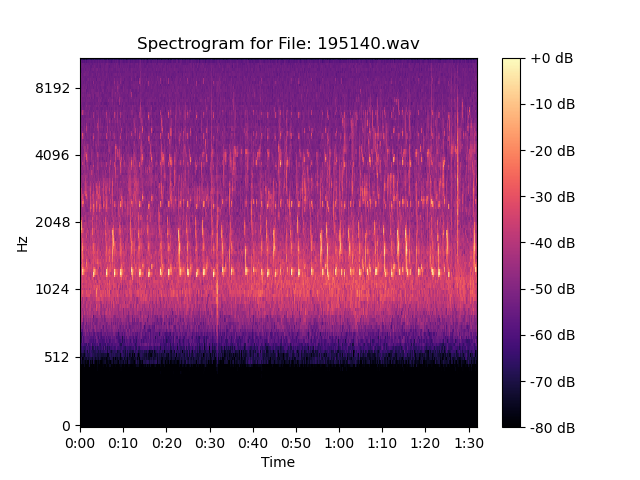 Spectrogram for File: 195140.wav
Hz
8192
4096
2048
1024
512
0
0:00 0:10 0:20 0:30 0:40 0:50 1:00 1:10 1:20 1:30
Time
+0 dB
-10 dB
-20 dB
-30 dB
-40 dB
-50 dB
-60 dB
-70 dB
-80 dB